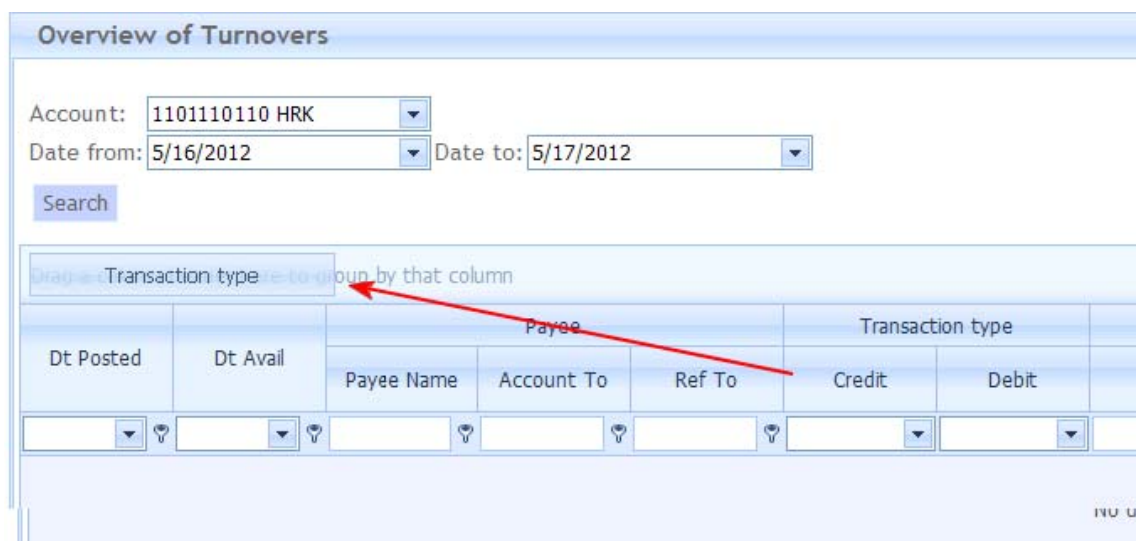 Overview of Turnovers
Account: 1101110110 HRK
Date from: 5/16/2012 Date to: 5/17/2012
Search
Transaction type
group by that column
Payee Transaction type
Dt Posted Dt Avail
Payee Name Account To Ref To Credit Debit